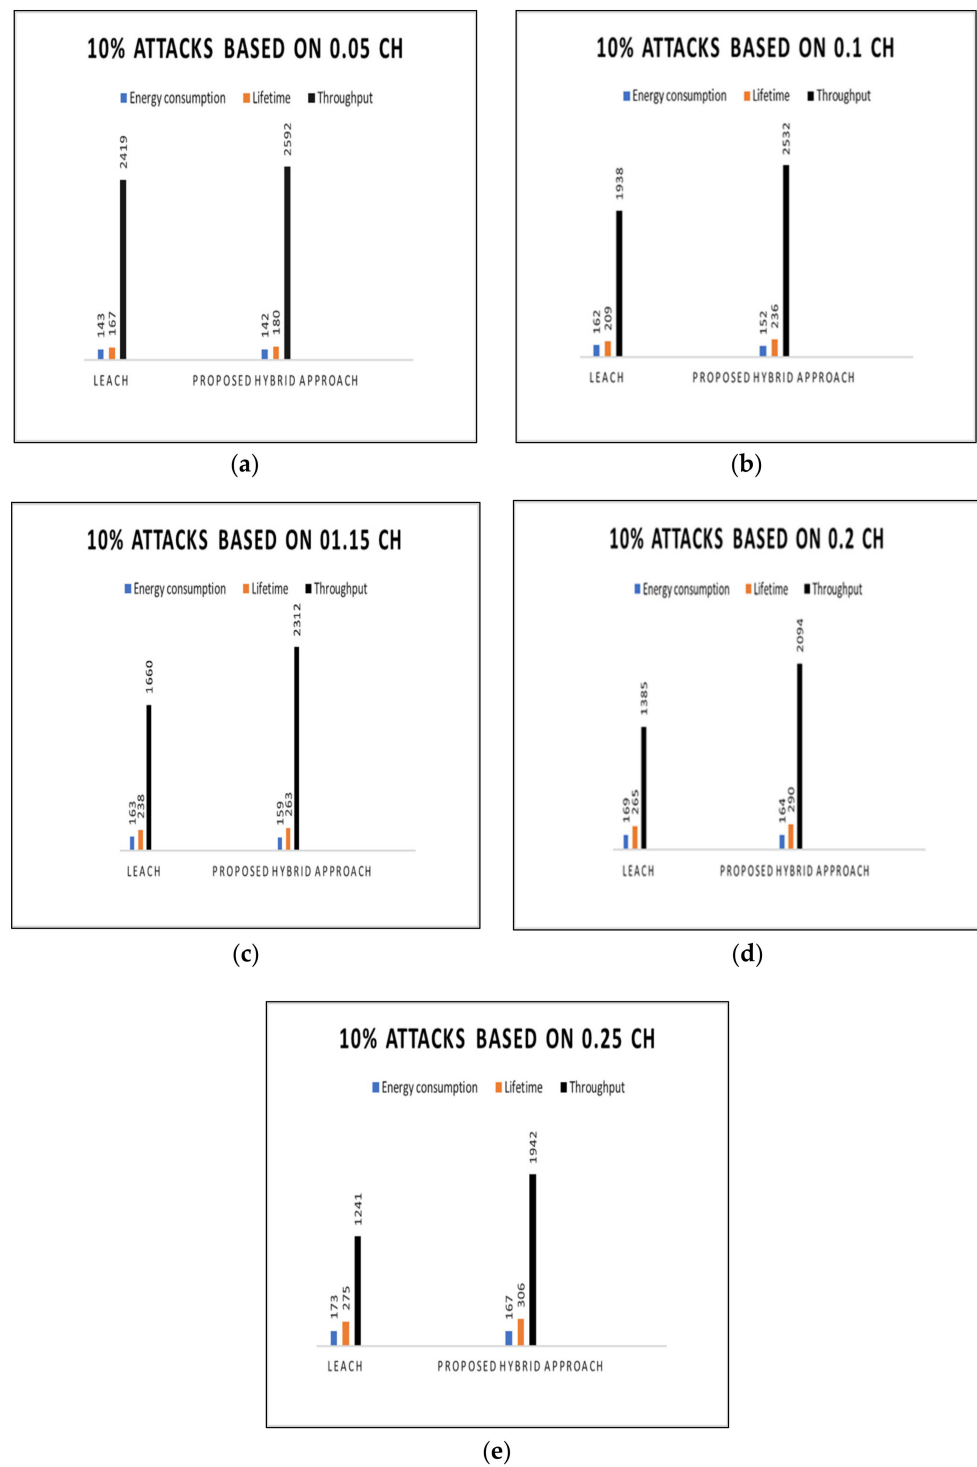 10% ATTACKS BASED ON 0.05 CH
Energy consumption Lifetime Throughput
143 167 2419 142 180 2592
LEACH PROPOSED HYBRID APPROACH
(a)
10% ATTACKS BASED ON 0.1 CH
Energy consumption Lifetime Throughput
162 209 1938 152 236 2532
LEACH PROPOSED HYBRID APPROACH
(b)
10% ATTACKS BASED ON 01.15 CH
Energy consumption Lifetime Throughput
163 238 1660 159 263 2312
LEACH PROPOSED HYBRID APPROACH
(c)
10% ATTACKS BASED ON 0.2 CH
Energy consumption Lifetime Throughput
169 265 1385 164 290 2094
LEACH PROPOSED HYBRID APPROACH
(d)
10% ATTACKS BASED ON 0.25 CH
Energy consumption Lifetime Throughput
173 275 1241 167 306 1942
LEACH PROPOSED HYBRID APPROACH
(e)